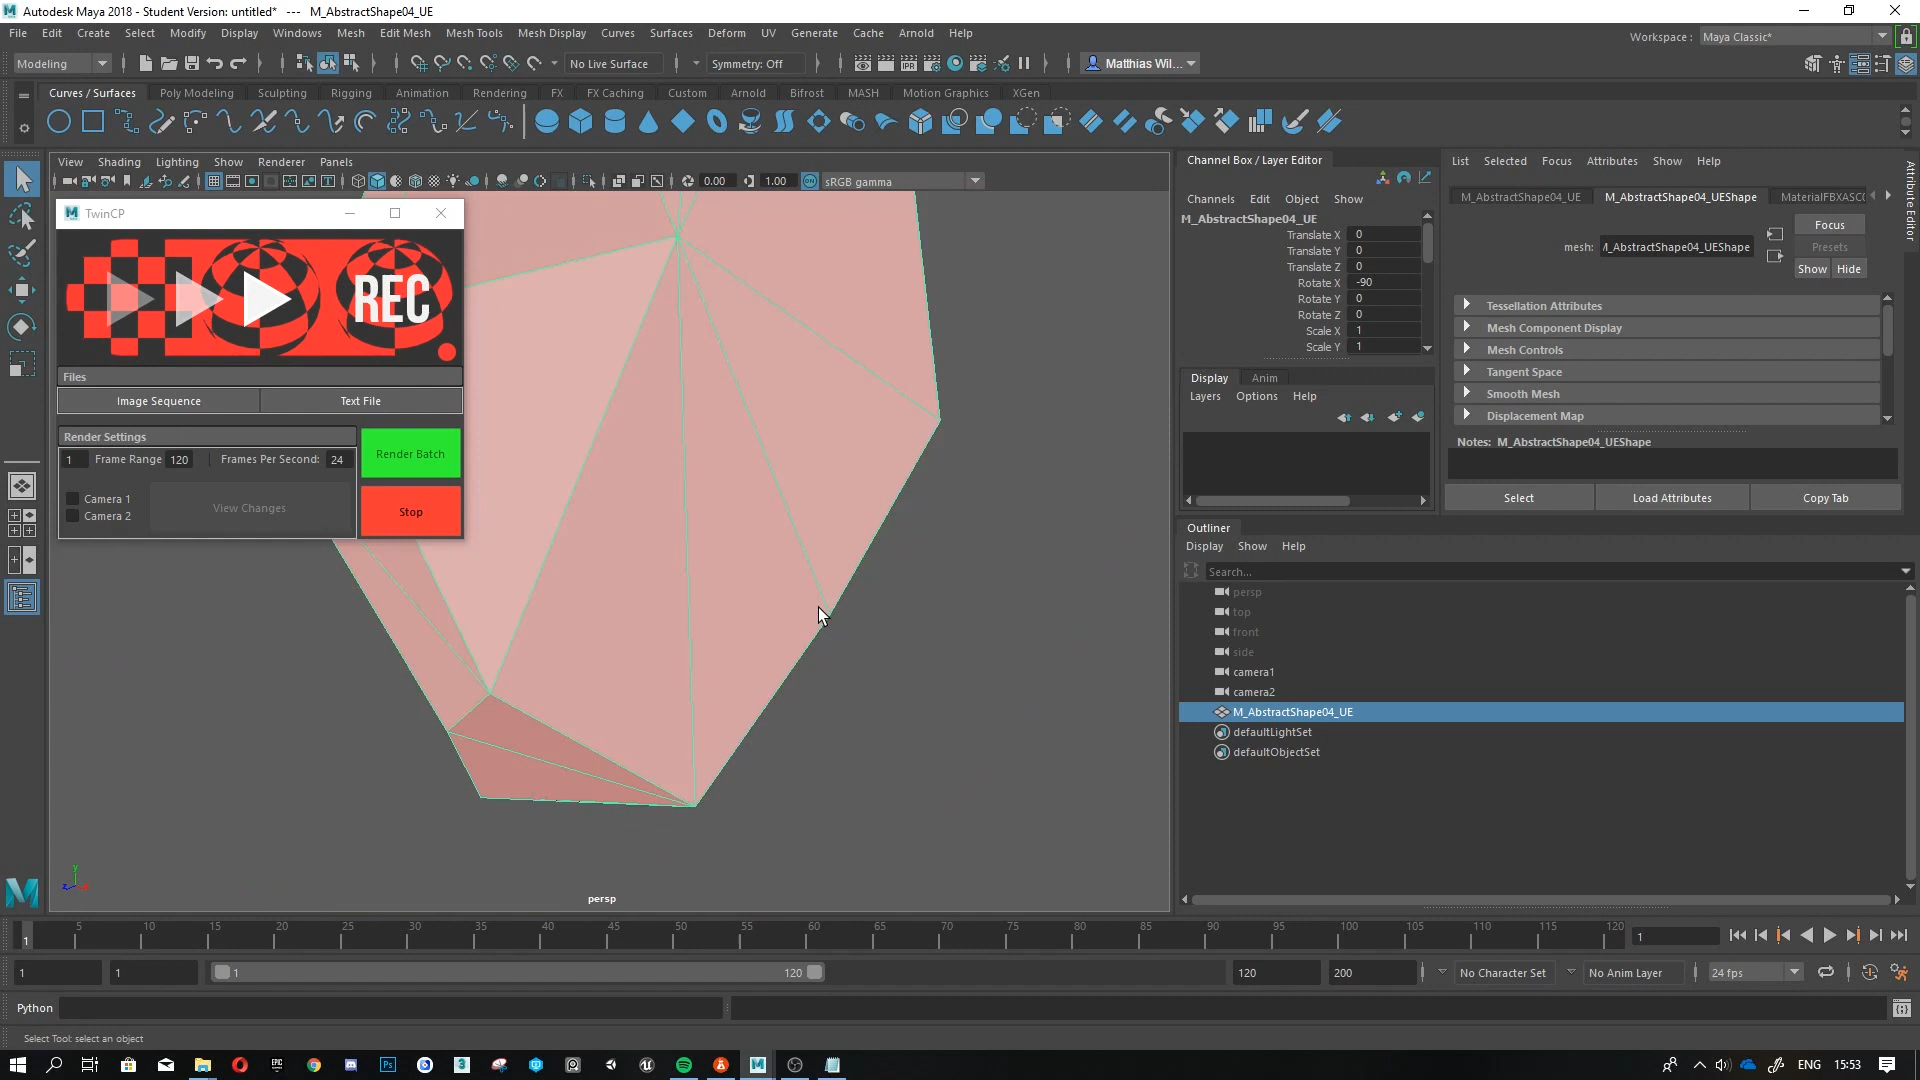 Autodesk Maya 2018 - Student Version: untitled*   ---   M_AbstractShape04_UE
File Edit Create Select Modify Display Windows Mesh Edit Mesh Mesh Tools Mesh Display Curves Surfaces Deform UV Generate Cache Arnold Help
Workspace : Maya Classic*
Modeling No Live Surface Symmetry: Off Matthias Wil...
Curves / Surfaces Poly Modeling Sculpting Rigging Animation Rendering FX FX Caching Custom Arnold Bifrost MASH Motion Graphics XGen
View Shading Lighting Show Renderer Panels
0.00 1.00 sRGB gamma
TwinCP
REC
Files
Image Sequence Text File
Render Settings
1 Frame Range 120 Frames Per Second: 24
Render Batch
Camera 1
Camera 2
View Changes
Stop
persp
Channel Box / Layer Editor
Channels Edit Object Show
M_AbstractShape04_UE
Translate X 0
Translate Y 0
Translate Z 0
Rotate X -90
Rotate Y 0
Rotate Z 0
Scale X 1
Scale Y 1
Display Anim
Layers Options Help
List Selected Focus Attributes Show Help
M_AbstractShape04_UE M_AbstractShape04_UEShape MaterialFBXASC(
mesh: /I_AbstractShape04_UEShape
Focus
Presets
Show Hide
Tessellation Attributes
Mesh Component Display
Mesh Controls
Tangent Space
Smooth Mesh
Displacement Map
Notes: M_AbstractShape04_UEShape
Select Load Attributes Copy Tab
Attribute Editor
Outliner
Display Show Help
Search...
persp
top
front
side
camera1
camera2
M_AbstractShape04_UE
defaultLightSet
defaultObjectSet
1 5 10 15 20 25 30 35 40 45 50 55 60 65 70 75 80 85 90 95 100 105 110 115 120 1
1 1 1 120 120 200 No Character Set No Anim Layer 24 fps
Python
Select Tool: select an object
ENG 15:53